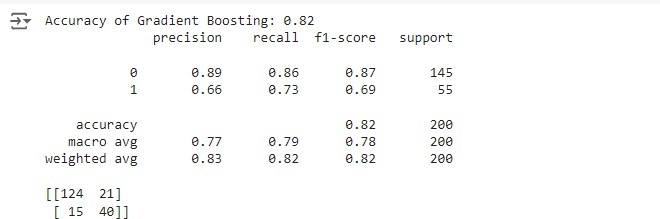 Accuracy of Gradient Boosting: 0.82
precision recall f1-score support
0 0.89 0.86 0.87 145
1 0.66 0.73 0.69 55
accuracy 0.82 200
macro avg 0.77 0.79 0.78 200
weighted avg 0.83 0.82 0.82 200
[[124 21]
[ 15 40]]